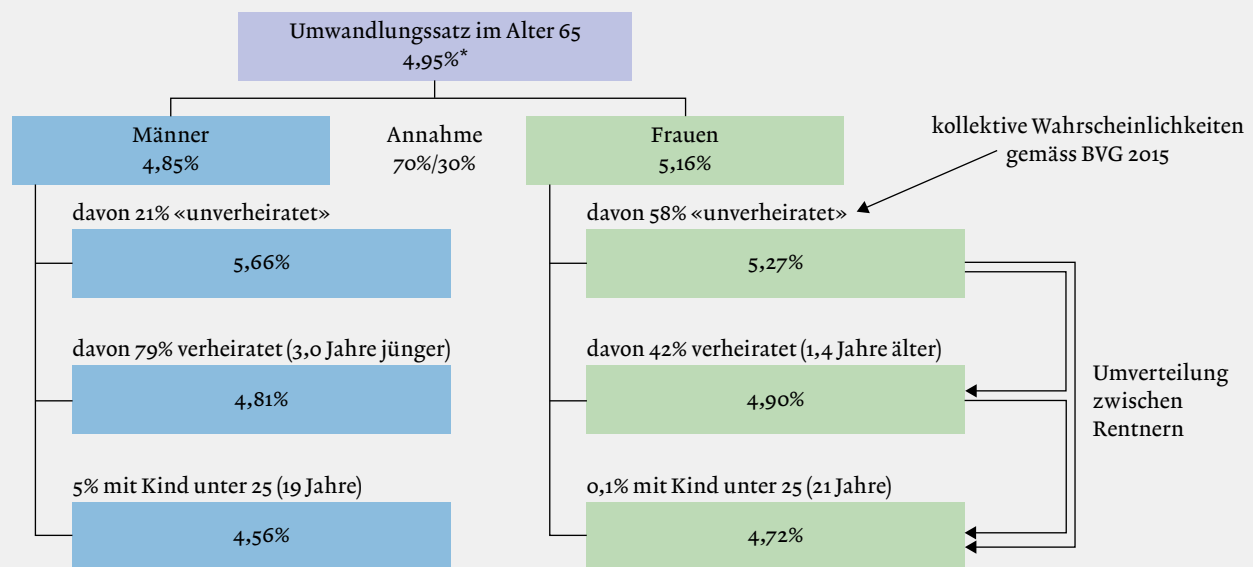 Umwandlungssatz im Alter 65
4,95%*
Männer
4,85%
Annahme
70%/30%
Frauen
5,16%
kollektive Wahrscheinlichkeiten
gemäss BVG 2015
davon 21% «unverheiratet»
5,66%
davon 58% «unverheiratet»
5,27%
davon 79% verheiratet (3,0 Jahre jünger)
4,81%
davon 42% verheiratet (1,4 Jahre älter)
4,90%
Umverteilung
zwischen
Rentnern
5% mit Kind unter 25 (19 Jahre)
4,56%
0,1% mit Kind unter 25 (21 Jahre)
4,72%